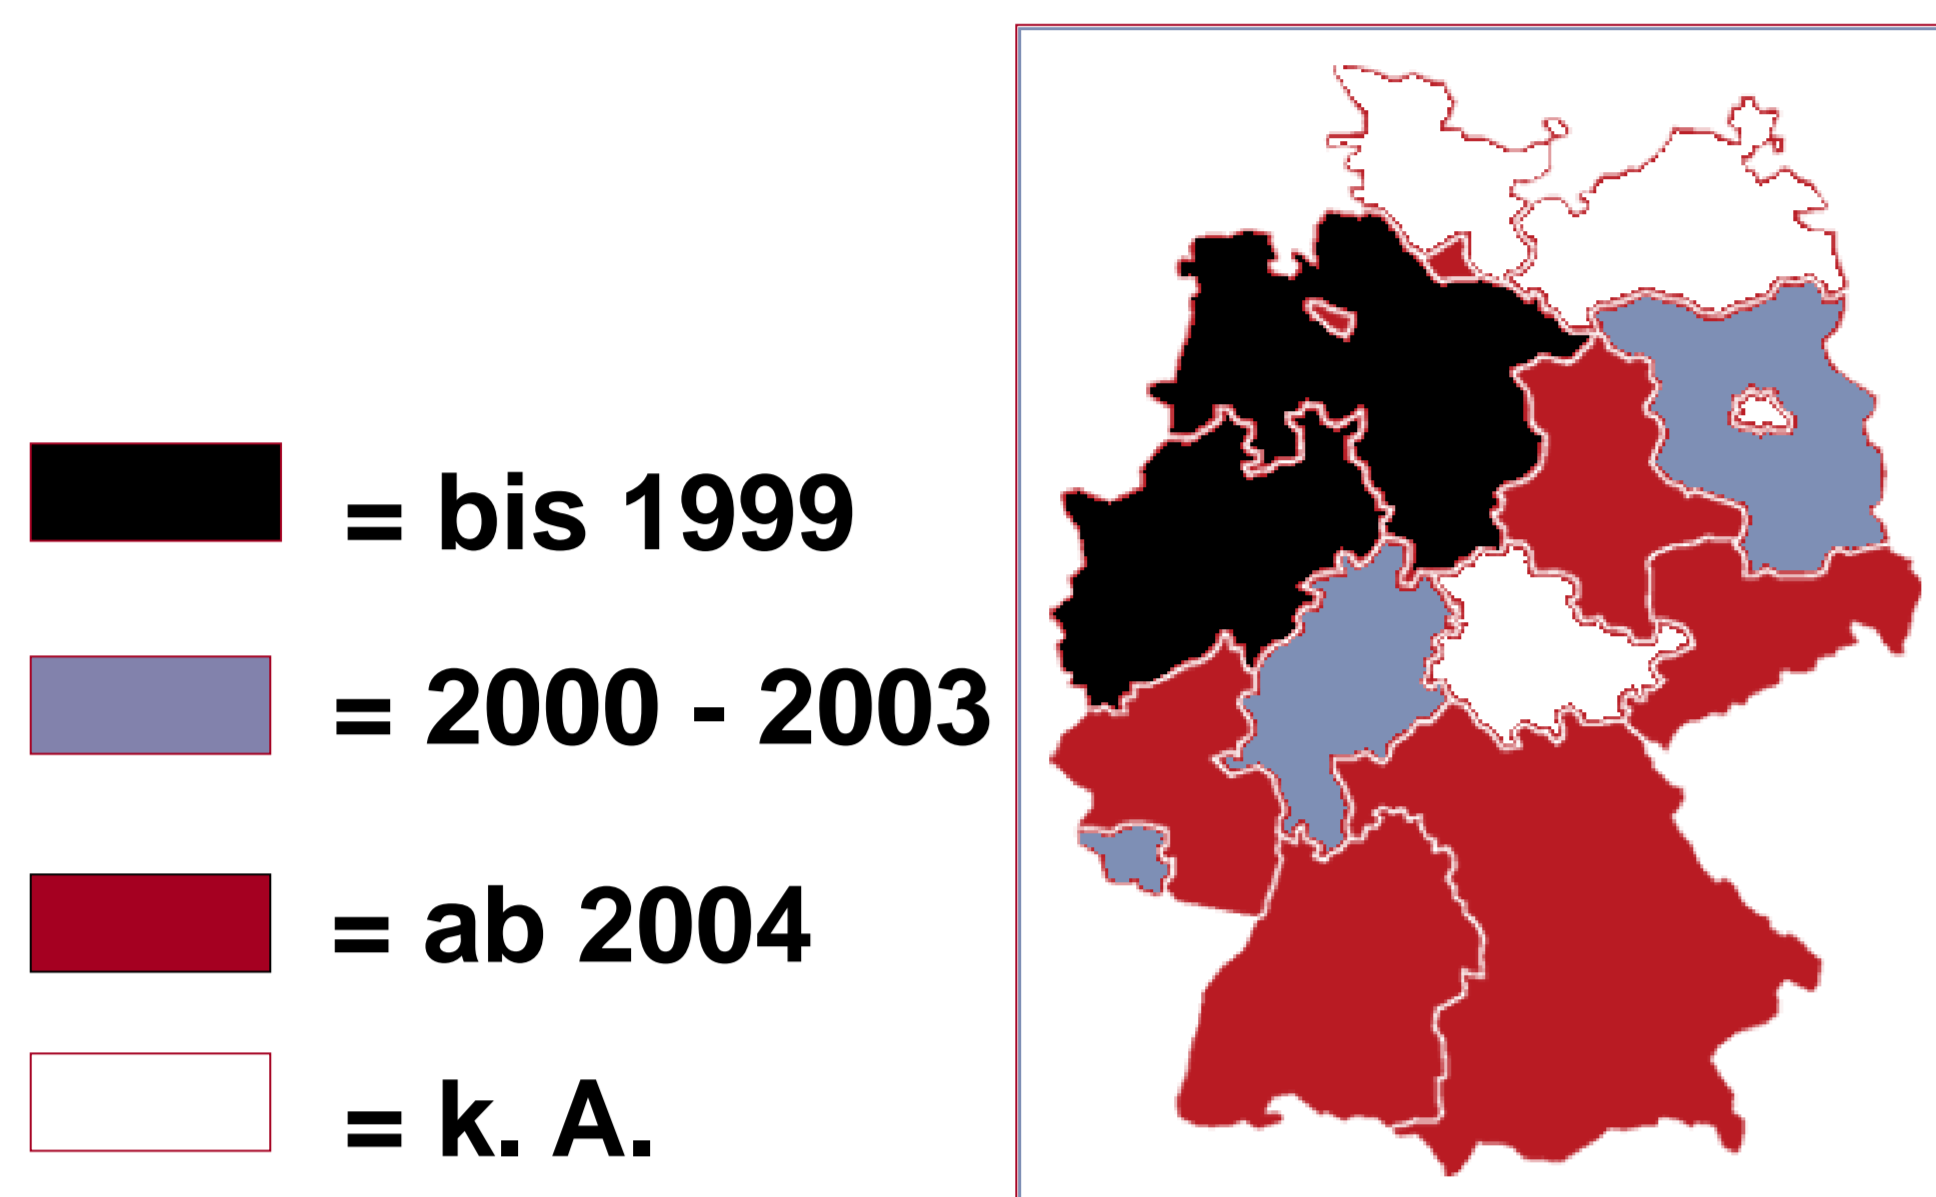 = bis 1999
= 2000 - 2003
= ab 2004
= k. A.